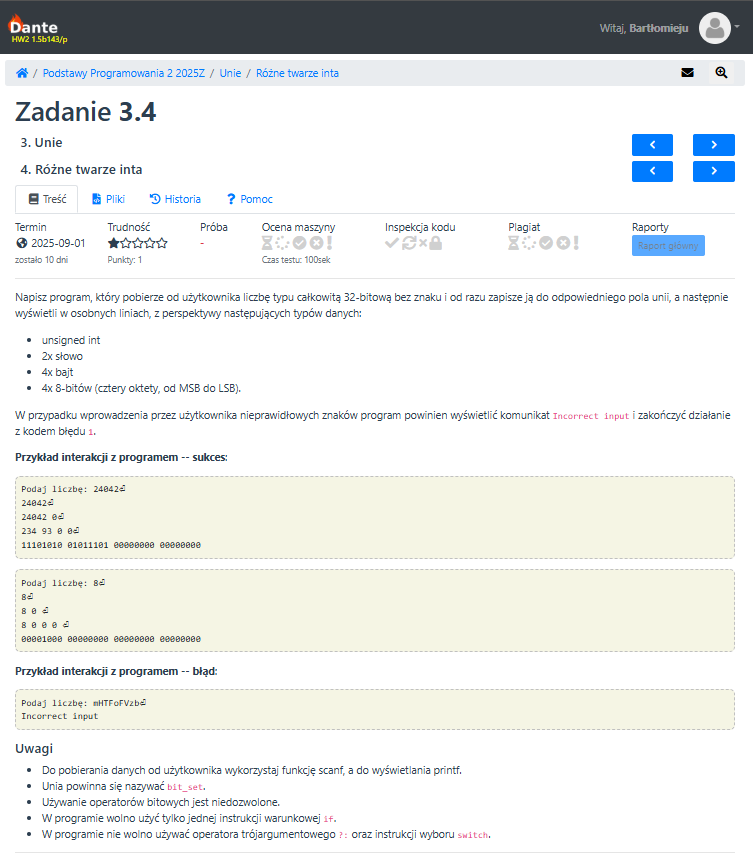 Dante
HW2 1.5b143/p
Witaj, Bartłomieju
/ Podstawy Programowania 2 2025Z / Unie / Różne twarze inta
Zadanie 3.4
3. Unie
4. Różne twarze inta
Treść Pliki Historia Pomoc
Termin Trudność Próba Ocena maszyny Inspekcja kodu Plagiat Raporty
2025-09-01 - Raport główny
zostało 10 dni Punkty: 1 Czas testu: 100sek
Napisz program, który pobierze od użytkownika liczbę typu całkowitą 32-bitową bez znaku i od razu zapisze ją do odpowiedniego pola unii, a następnie
wyświetli w osobnych liniach, z perspektywy następujących typów danych:
• unsigned int
• 2x słowo
• 4x bajt
• 4x 8-bitów (cztery oktety, od MSB do LSB).
W przypadku wprowadzenia przez użytkownika nieprawidłowych znaków program powinien wyświetlić komunikat Incorrect input i zakończyć działanie
z kodem błędu 1.
Przykład interakcji z programem -- sukces:
Podaj liczbę: 24042⏎
24042⏎
24042 0⏎
234 93 0 0⏎
11101010 01011101 00000000 00000000
Podaj liczbę: 8⏎
8⏎
8 0 ⏎
8 0 0 0 ⏎
00001000 00000000 00000000 00000000
Przykład interakcji z programem -- błąd:
Podaj liczbę: mHTFoFVzb⏎
Incorrect input
Uwagi
• Do pobierania danych od użytkownika wykorzystaj funkcję scanf, a do wyświetlania printf.
• Unia powinna się nazywać bit_set.
• Używanie operatorów bitowych jest niedozwolone.
• W programie wolno użyć tylko jednej instrukcji warunkowej if.
• W programie nie wolno używać operatora trójargumentowego ?: oraz instrukcji wyboru switch.